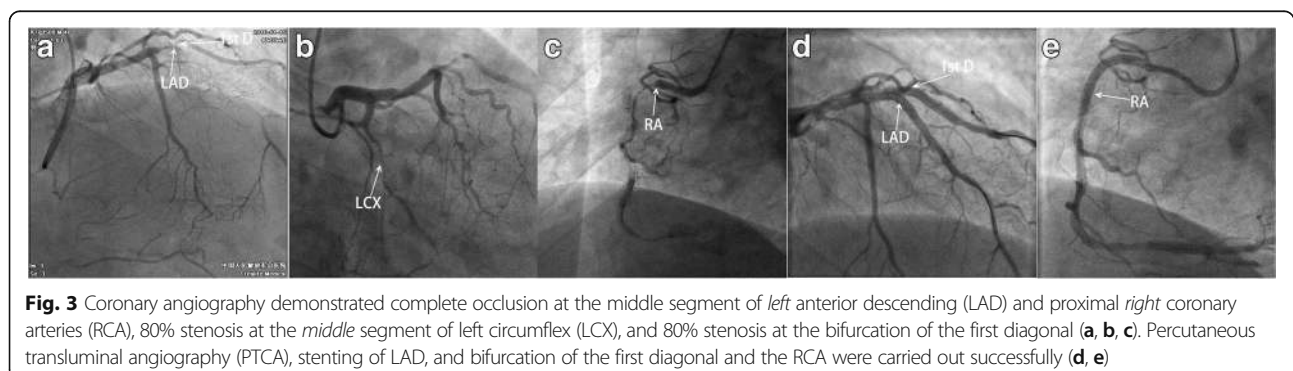 a
1st D
LAD
b
LCX
c
RA
d
1st D
LAD
e
RA
Fig. 3 Coronary angiography demonstrated complete occlusion at the middle segment of left anterior descending (LAD) and proximal right coronary
arteries (RCA), 80% stenosis at the middle segment of left circumflex (LCX), and 80% stenosis at the bifurcation of the first diagonal (a, b, c). Percutaneous
transluminal angiography (PTCA), stenting of LAD, and bifurcation of the first diagonal and the RCA were carried out successfully (d, e)